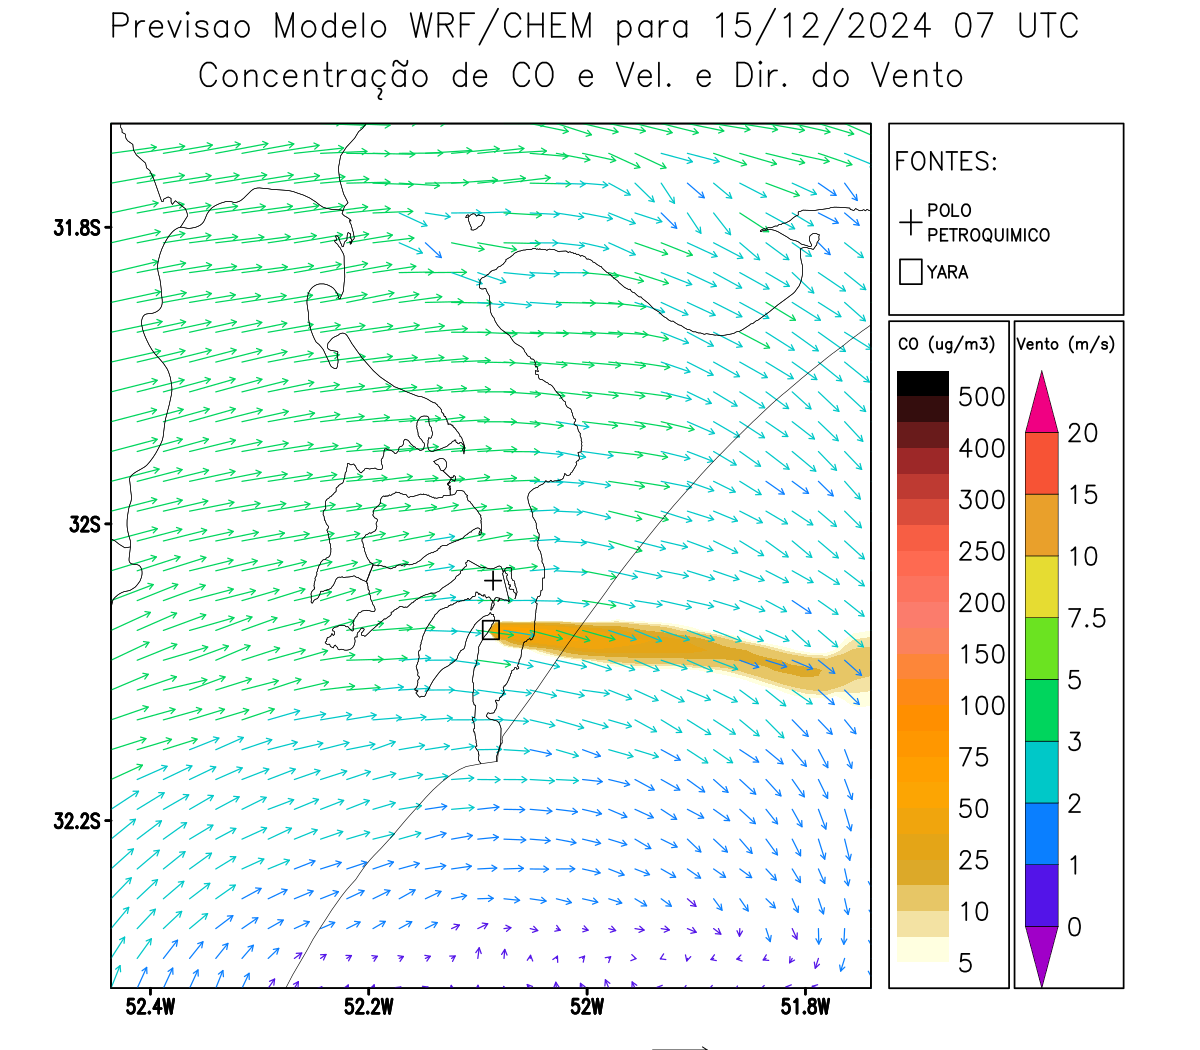 Previsao Modelo WRF/CHEM para 15/12/2024 07 UTC
Concentração de CO e Vel. e Dir. do Vento
FONTES:
POLO
PETROQUIMICO
YARA
31.8S
32S
32.2S
52.4W
52.2W
52W
51.8W
CO (ug/m3)
500
400
300
250
200
150
100
75
50
25
10
5
Vento (m/s)
20
15
10
7.5
5
3
2
1
0